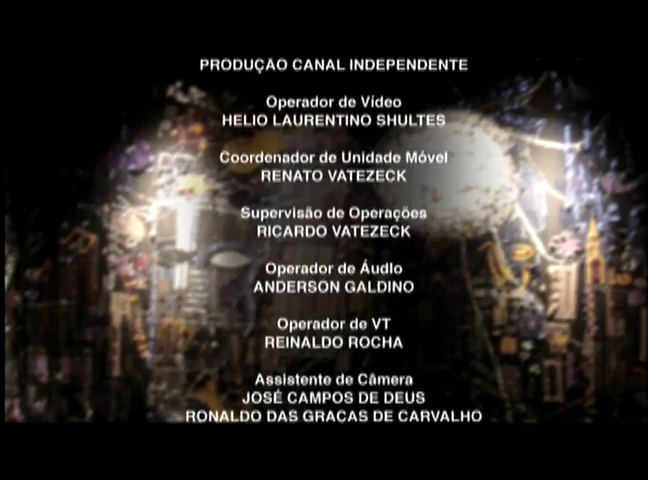 PRODUÇÃO CANAL INDEPENDENTE
Operador de Vídeo
HELIO LAURENTINO SHULTES
Coordenador de Unidade Móvel
RENATO VATEZECK
Supervisão de Operações
RICARDO VATEZECK
Operador de Áudio
ANDERSON GALDINO
Operador de VT
REINALDO ROCHA
Assistente de Câmera
JOSÉ CAMPOS DE DEUS
RONALDO DAS GRAÇAS DE CARVALHO